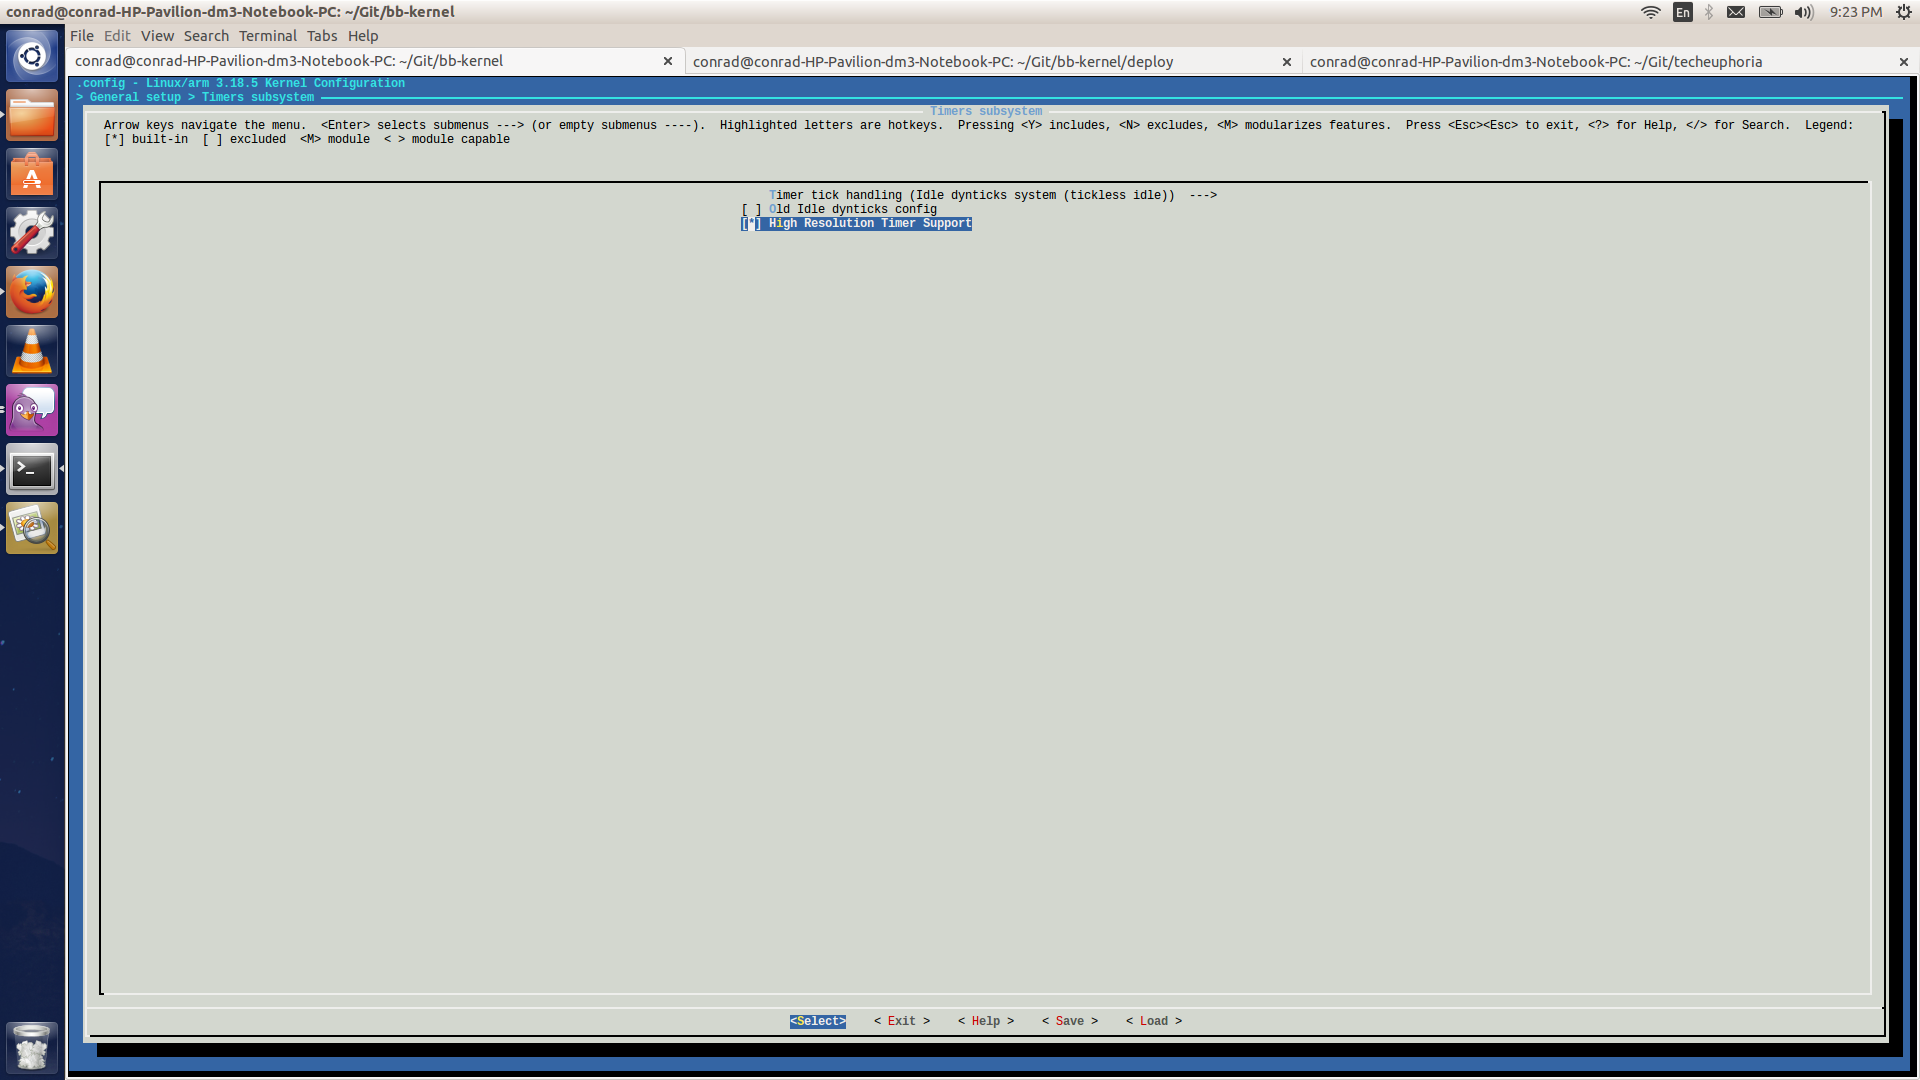 conrad@conrad-HP-Pavilion-dm3-Notebook-PC: ~/Git/bb-kernel
En
9:23 PM
File Edit View Search Terminal Tabs Help
conrad@conrad-HP-Pavilion-dm3-Notebook-PC: ~/Git/bb-kernel ×
conrad@conrad-HP-Pavilion-dm3-Notebook-PC: ~/Git/bb-kernel/deploy ×
conrad@conrad-HP-Pavilion-dm3-Notebook-PC: ~/Git/techeuphoria ×
.config - Linux/arm 3.18.5 Kernel Configuration
> General setup > Timers subsystem
Timers subsystem
Arrow keys navigate the menu.  <Enter> selects submenus ---> (or empty submenus ----).  Highlighted letters are hotkeys.  Pressing <Y> includes, <N> excludes, <M> modularizes features.  Press <Esc><Esc> to exit, <?> for Help, </> for Search.  Legend:
[*] built-in  [ ] excluded  <M> module  < > module capable
Timer tick handling (Idle dynticks system (tickless idle))  --->
[ ] Old Idle dynticks config
[*] High Resolution Timer Support
<Select>    < Exit >    < Help >    < Save >    < Load >